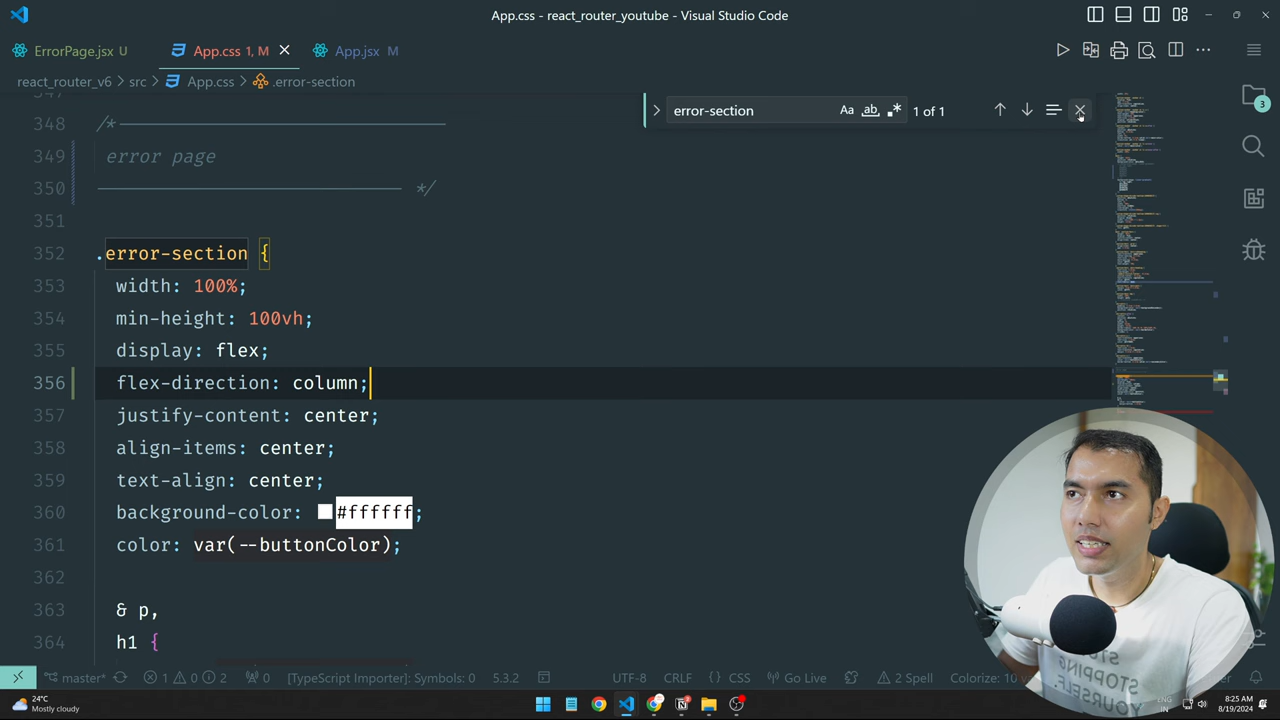 App.css - react_router_youtube - Visual Studio Code
ErrorPage.jsx U
App.css 1, M
App.jsx M
react_router_v6 > src > App.css > .error-section
error-section
Aa ab .*
1 of 1
348 /*
349 error page
350 */
351
352 .error-section {
353 width: 100%;
354 min-height: 100vh;
355 display: flex;
356 flex-direction: column;
357 justify-content: center;
358 align-items: center;
359 text-align: center;
360 background-color: #ffffff;
361 color: var(--buttonColor);
362
363 & p,
364 h1 {
3
STOPPING
YOURSELF.
master* 1 0 2 0 [TypeScript Importer]: Symbols: 0 5.3.2 UTF-8 CRLF CSS Go Live 2 Spell
24°C
Mostly cloudy
ENG
IN
8:25 AM
8/19/2024